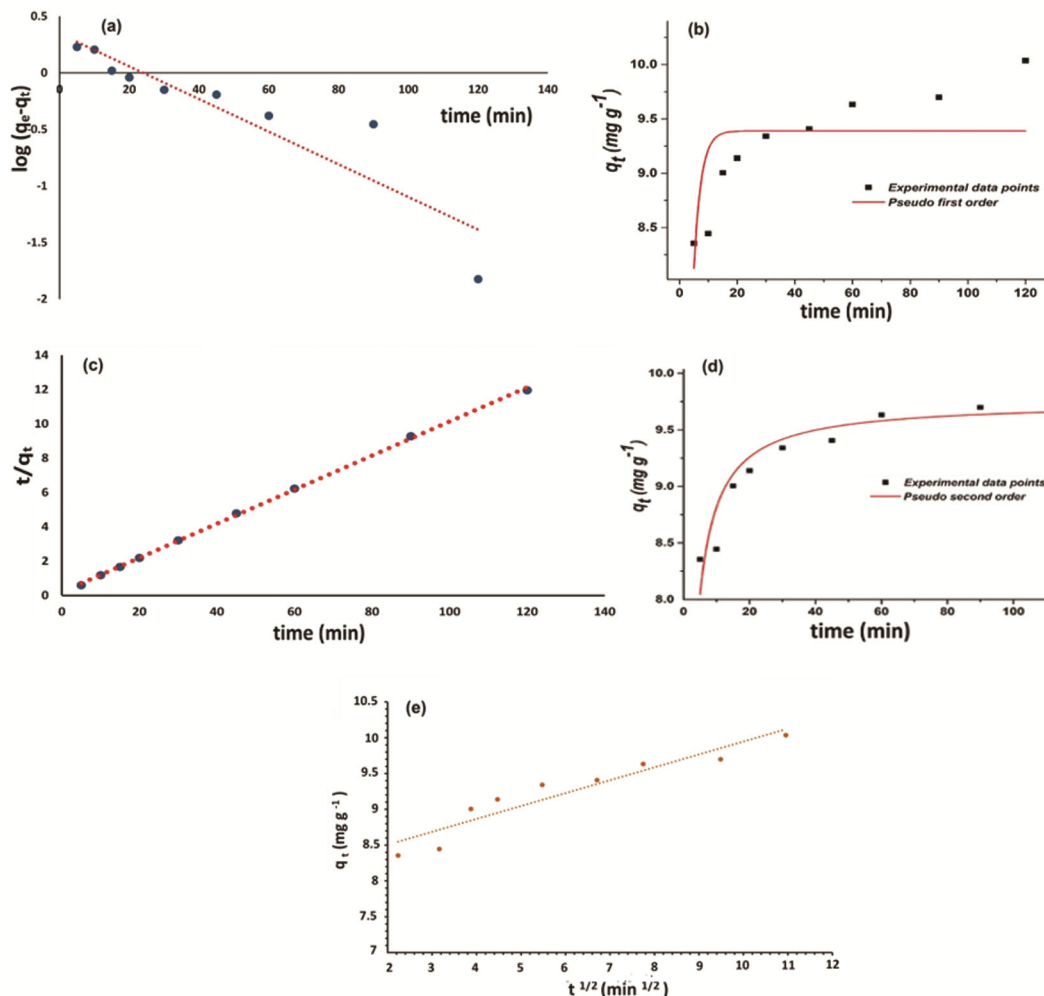 (a)
0.5
0
-0.5
-1
-1.5
-2
0 20 40 60 80 100 120 140
time (min)
log (qe-qt)
(b)
10.0
9.5
9.0
8.5
qt (mg g-1)
Experimental data points
Pseudo first order
0 20 40 60 80 100 120
time (min)
(c)
14
12
10
8
6
4
2
0
t/qt
0 20 40 60 80 100 120 140
time (min)
(d)
10.0
9.5
9.0
8.5
8.0
qt (mg g-1)
Experimental data points
Pseudo second order
0 20 40 60 80 100
time (min)
(e)
10.5
10
9.5
9
8.5
8
7.5
7
q t (mg g-1)
2 3 4 5 6 7 8 9 10 11 12
t 1/2 (min 1/2)